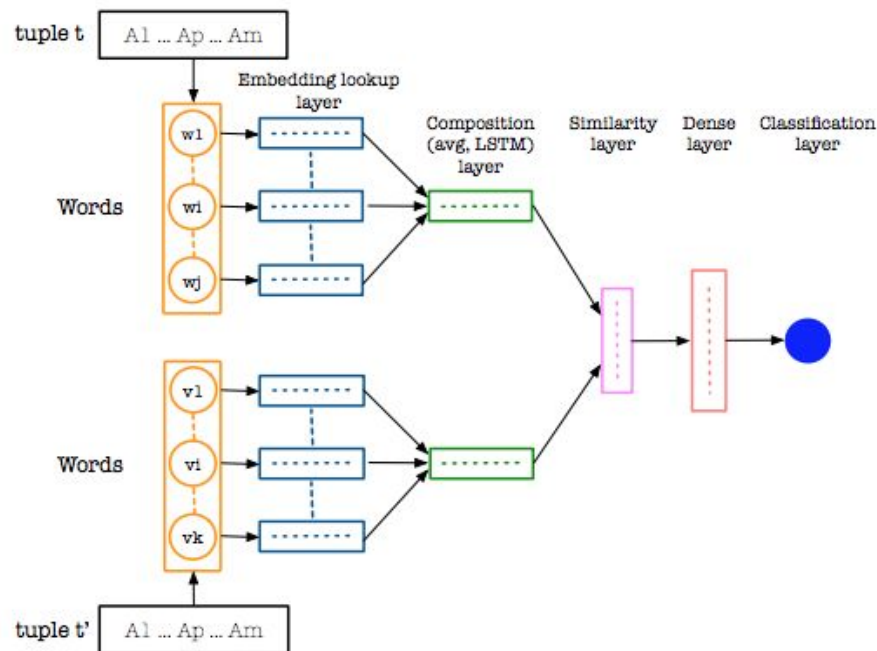 tuple t
A1 ... Ap ... Am
Embedding lookup
layer
Composition
(avg, LSTM)
layer
Similarity
layer
Dense
layer
Classification
layer
w1
Words
wi
wj
v1
Words
vi
vk
tuple t'
A1 ... Ap ... Am